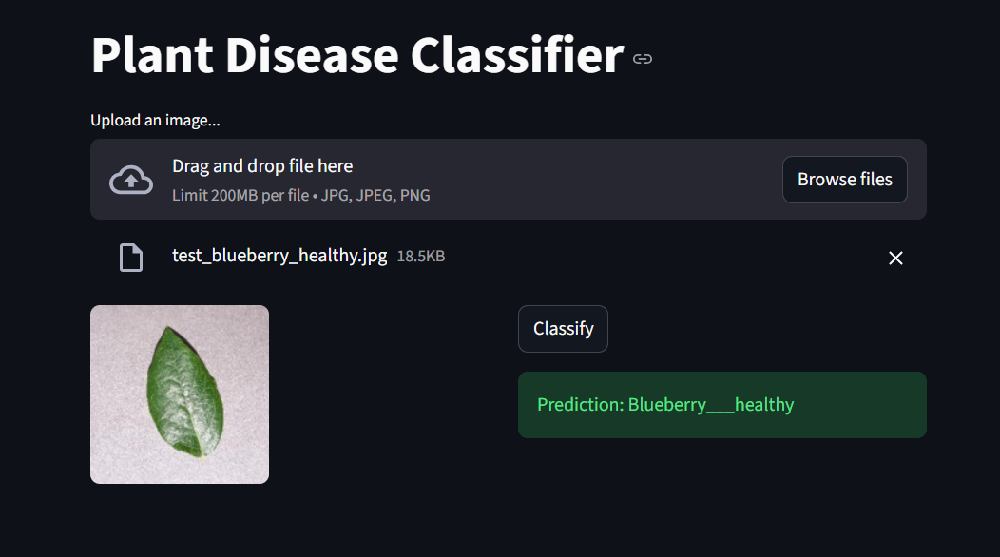 Plant Disease Classifier
Upload an image...
Drag and drop file here
Limit 200MB per file • JPG, JPEG, PNG
Browse files
test_blueberry_healthy.jpg 18.5KB
Classify
Prediction: Blueberry___healthy